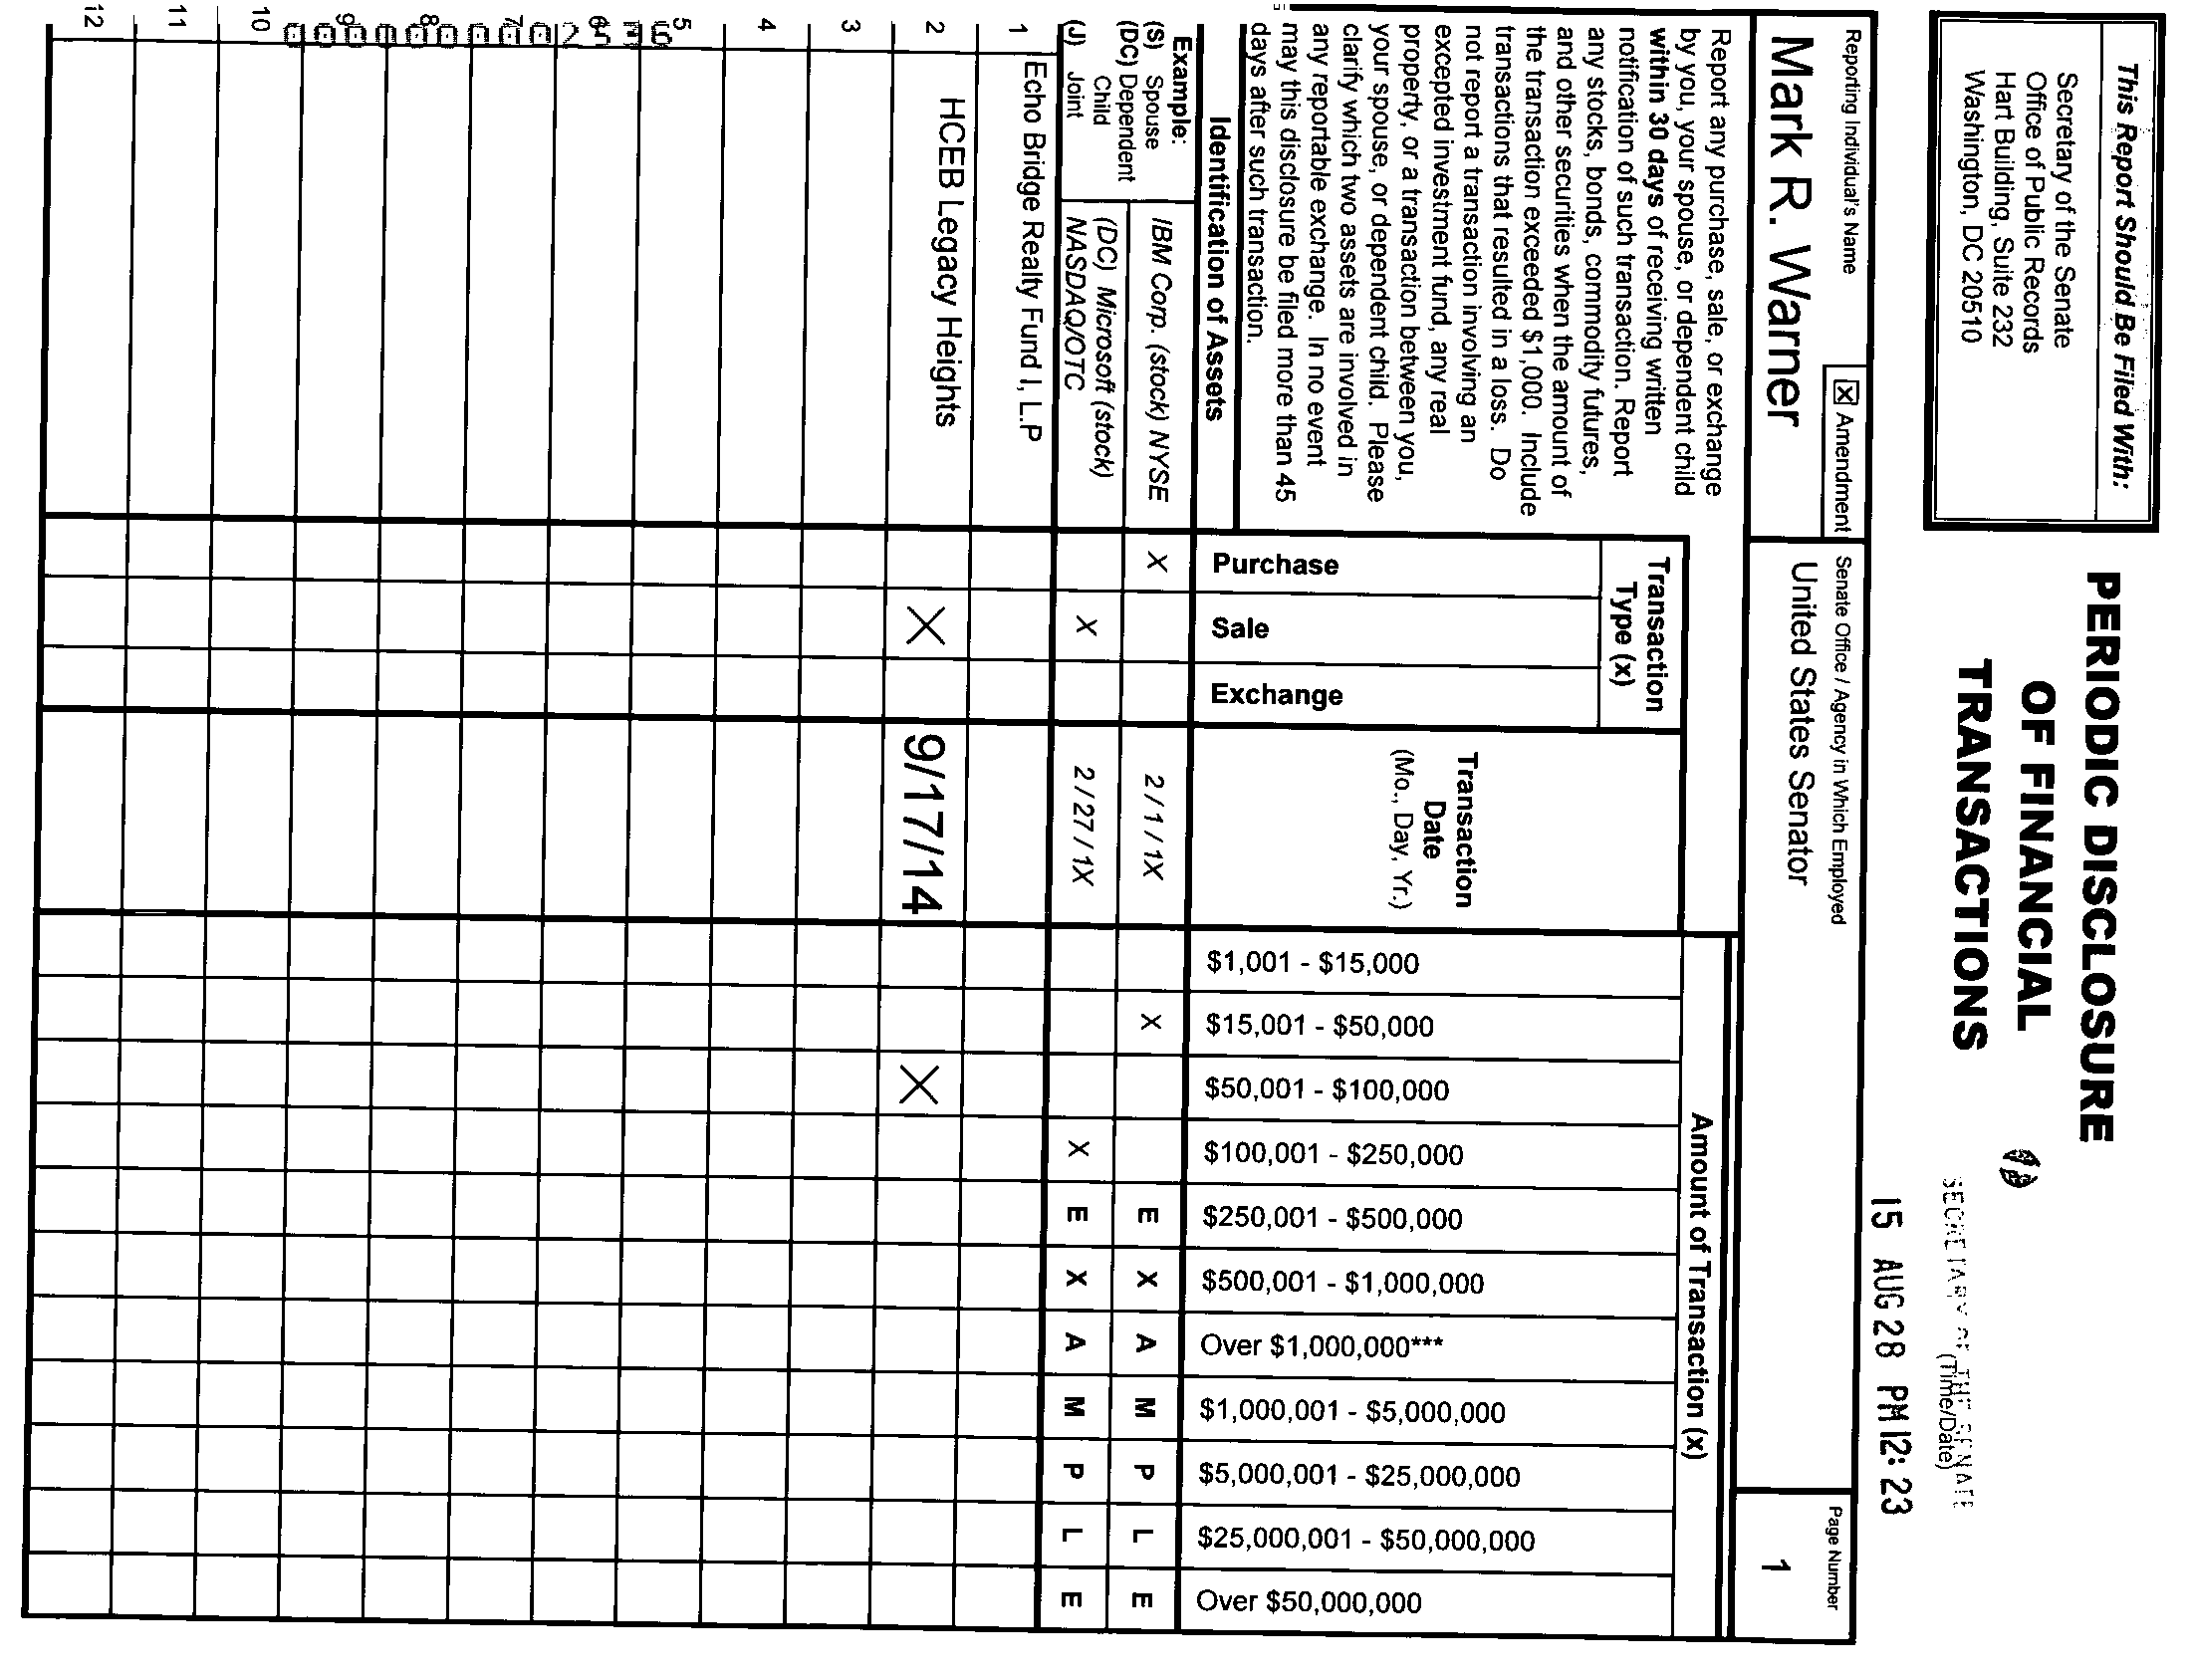 This Report Should Be Filed With:
Secretary of the Senate
Office of Public Records
Hart Building, Suite 232
Washington, DC 20510
PERIODIC DISCLOSURE
OF FINANCIAL
TRANSACTIONS
SECRETARY OF THE SENATE
(Time/Date)
15 AUG 28 PM 12: 23
Reporting Individual's Name
Mark R. Warner
X Amendment
Senate Office / Agency in Which Employed
United States Senator
Page Number
1
Report any purchase, sale, or exchange
by you, your spouse, or dependent child
within 30 days of receiving written
notification of such transaction. Report
any stocks, bonds, commodity futures,
and other securities when the amount of
the transaction exceeded $1,000. Include
transactions that resulted in a loss. Do
not report a transaction involving an
excepted investment fund, any real
property, or a transaction between you,
your spouse, or dependent child. Please
clarify which two assets are involved in
any reportable exchange. In no event
may this disclosure be filed more than 45
days after such transaction.
Identification of Assets
Transaction
Type (x)
Purchase
Sale
Exchange
Transaction
Date
(Mo., Day, Yr.)
Amount of Transaction (x)
$1,001 - $15,000
$15,001 - $50,000
$50,001 - $100,000
$100,001 - $250,000
$250,001 - $500,000
$500,001 - $1,000,000
Over $1,000,000***
$1,000,001 - $5,000,000
$5,000,001 - $25,000,000
$25,000,001 - $50,000,000
Over $50,000,000
Example:
(S) Spouse
(DC) Dependent
Child
(J) Joint
IBM Corp. (stock) NYSE X 2 / 1 / 1X X E X A M P L E
(DC) Microsoft (stock)
NASDAQ/OTC X 2 / 27 / 1X X E X A M P L E
1 Echo Bridge Realty Fund I, L.P
2 HCEB Legacy Heights X 9/17/14 X
3
4
5
6
7
8
9
10
11
12